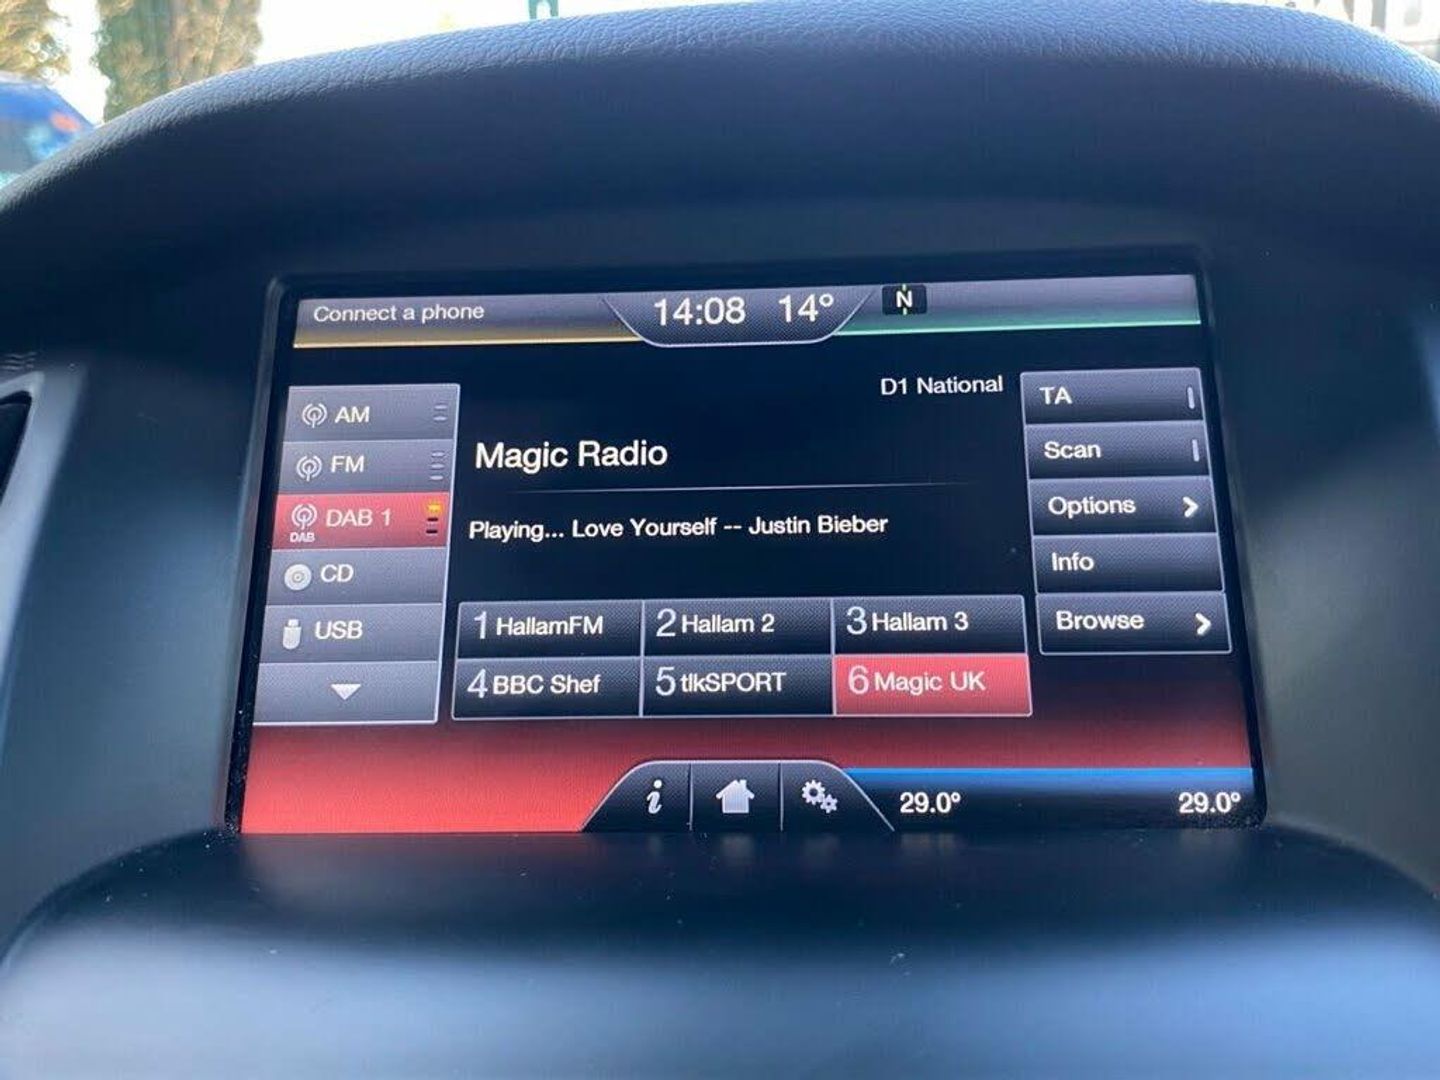 Connect a phone
14:08 14° N
D1 National
AM
FM
DAB 1
DAB
CD
USB
Magic Radio
Playing... Love Yourself -- Justin Bieber
1 HallamFM 2 Hallam 2 3 Hallam 3
4 BBC Shef 5 tlkSPORT 6 Magic UK
TA
Scan
Options
Info
Browse
i
29.0° 29.0°